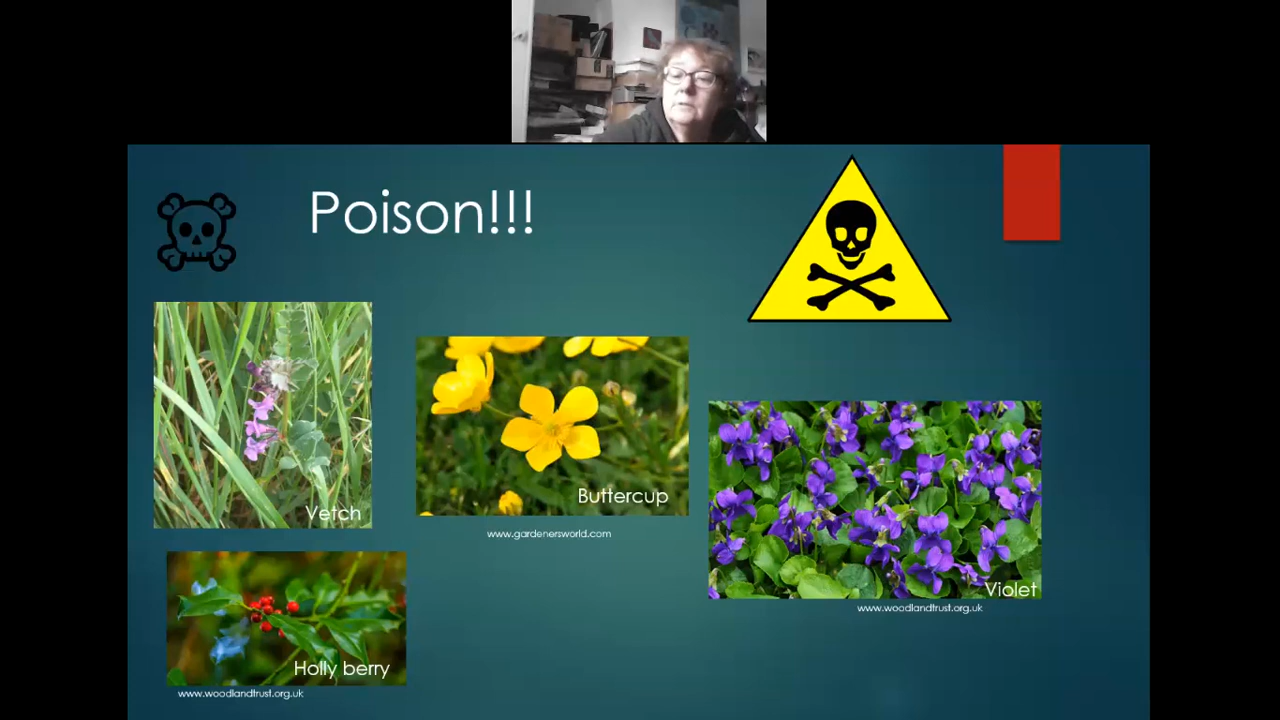 Poison!!!
Vetch
Buttercup
www.gardenersworld.com
Violet
www.woodlandtrust.org.uk
Holly berry
www.woodlandtrust.org.uk